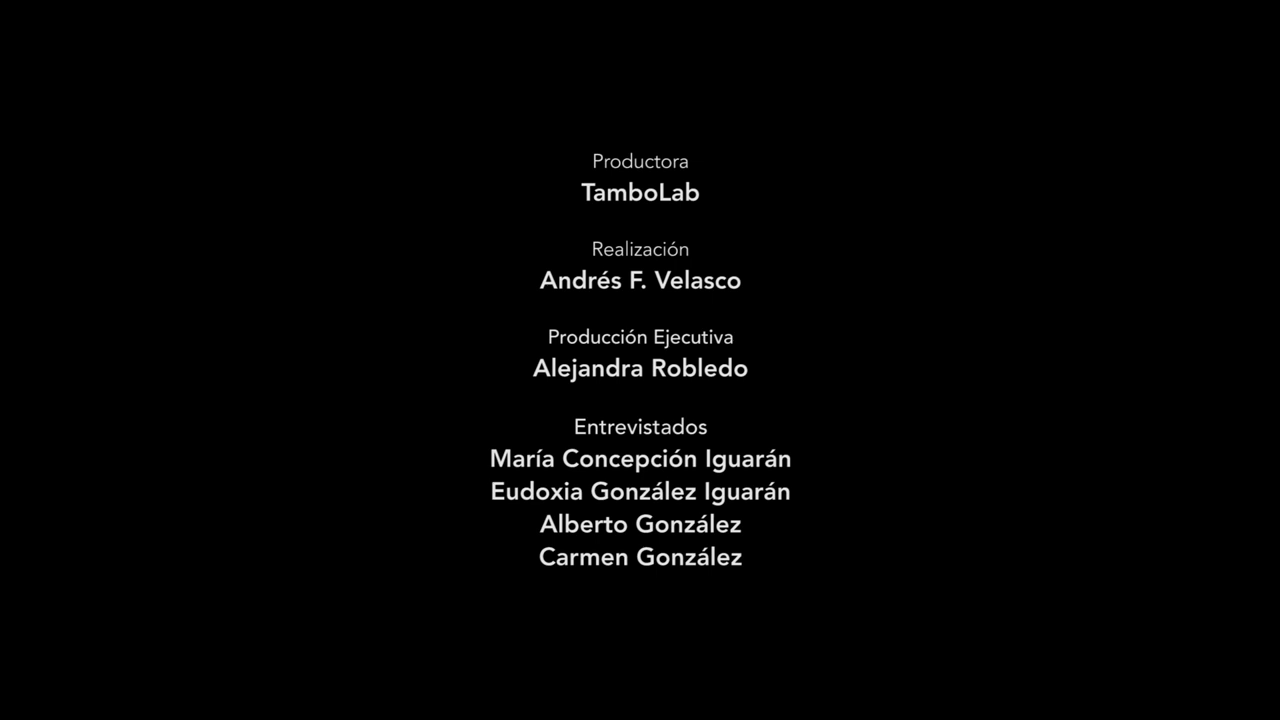 Productora
TamboLab
Realización
Andrés F. Velasco
Producción Ejecutiva
Alejandra Robledo
Entrevistados
María Concepción Iguarán
Eudoxia González Iguarán
Alberto González
Carmen González